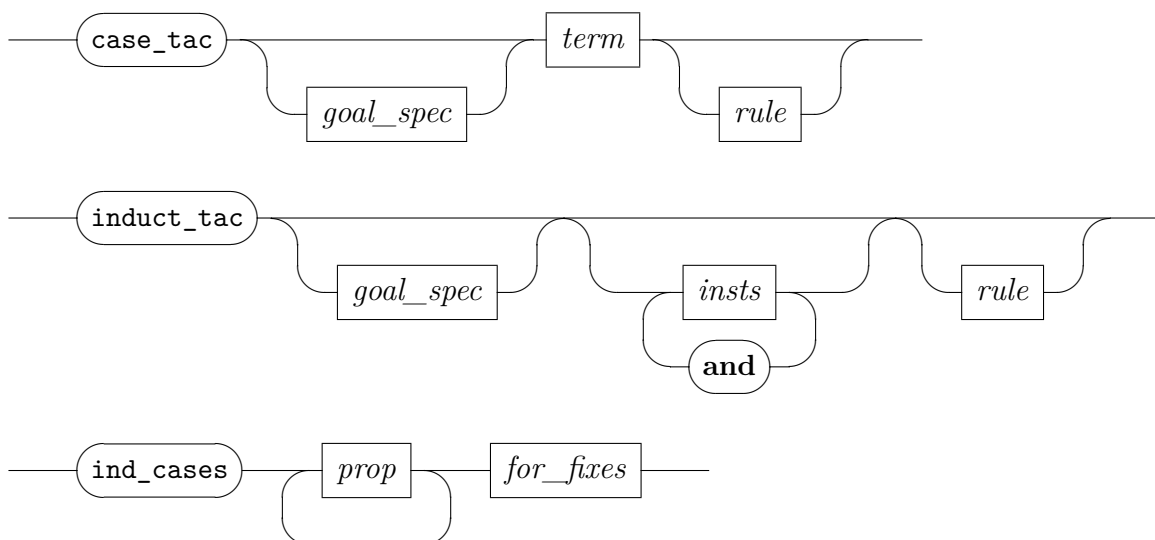 case_tac term
goal_spec rule
induct_tac
goal_spec insts rule
and
ind_cases prop for_fixes